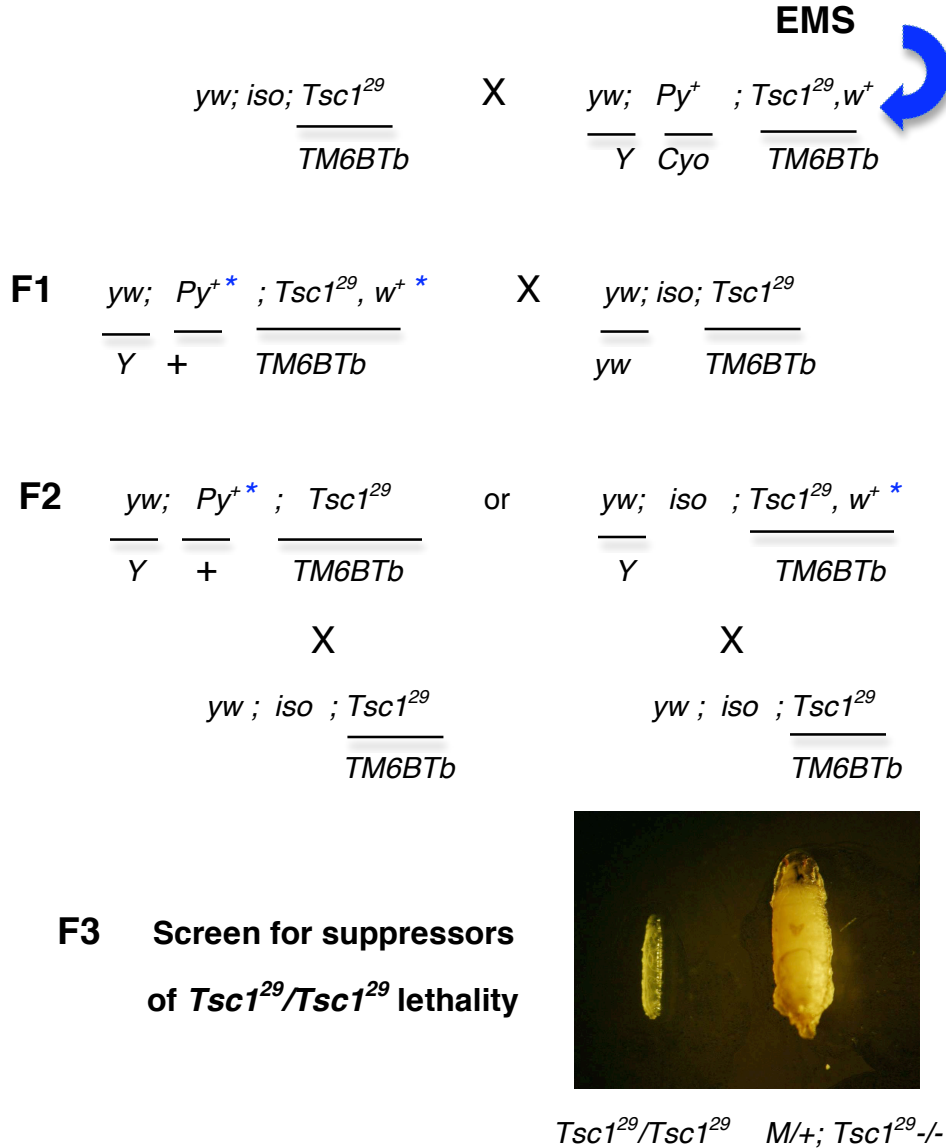 EMS
yw; iso; Tsc1²⁹ X yw; Py⁺ ; Tsc1²⁹,w⁺
TM6BTb Y Cyo TM6BTb
F1 yw; Py⁺* ; Tsc1²⁹, w⁺* X yw; iso; Tsc1²⁹
Y + TM6BTb yw TM6BTb
F2 yw; Py⁺* ; Tsc1²⁹ or yw; iso ; Tsc1²⁹, w⁺*
Y + TM6BTb Y TM6BTb
X X
yw ; iso ; Tsc1²⁹ yw ; iso ; Tsc1²⁹
TM6BTb TM6BTb
F3 Screen for suppressors
of Tsc1²⁹/Tsc1²⁹ lethality
Tsc1²⁹/Tsc1²⁹ M/+; Tsc1²⁹-/-